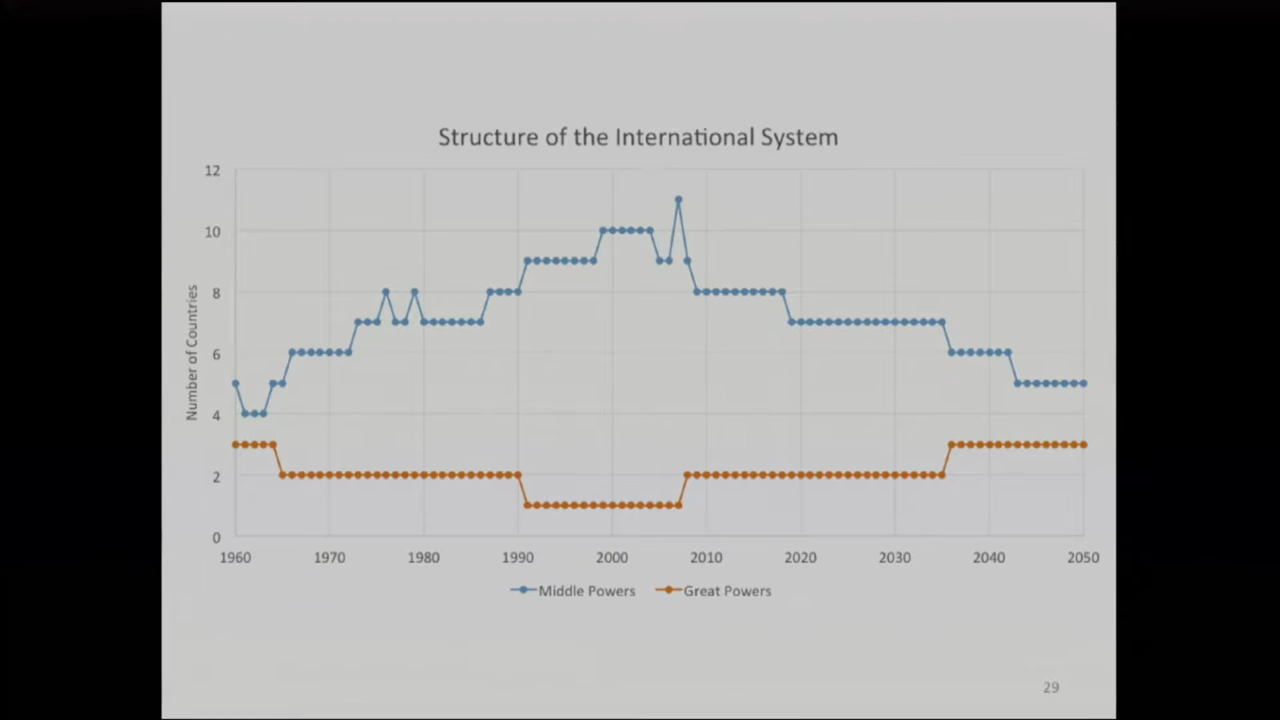 Structure of the International System
12
10
8
6
4
2
0
Number of Countries
1960 1970 1980 1990 2000 2010 2020 2030 2040 2050
Middle Powers Great Powers
29